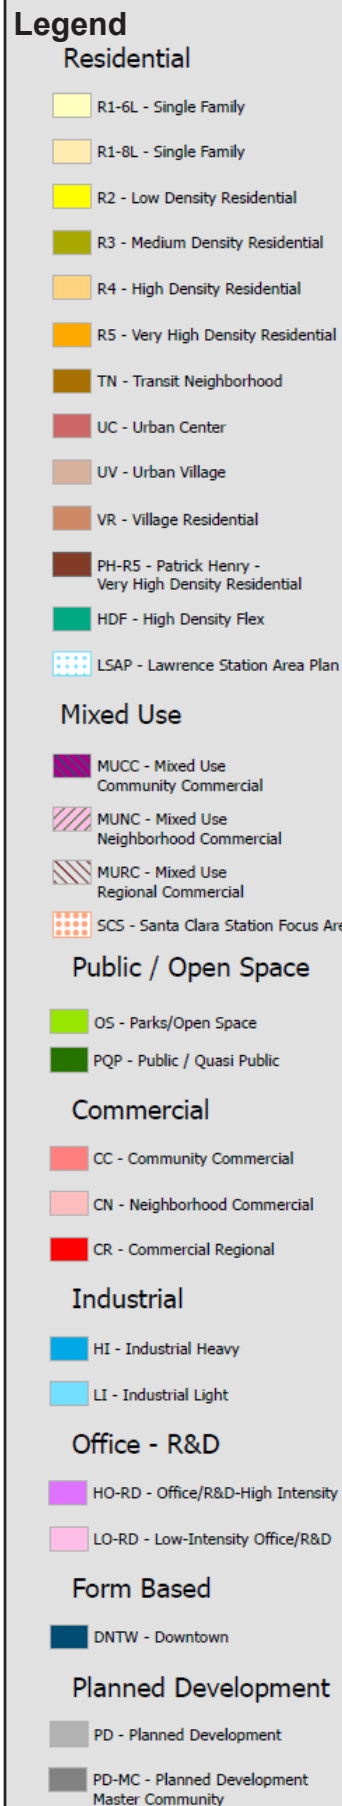 Legend
Residential
R1-6L - Single Family
R1-8L - Single Family
R2 - Low Density Residential
R3 - Medium Density Residential
R4 - High Density Residential
R5 - Very High Density Residential
TN - Transit Neighborhood
UC - Urban Center
UV - Urban Village
VR - Village Residential
PH-R5 - Patrick Henry -
Very High Density Residential
HDF - High Density Flex
LSAP - Lawrence Station Area Plan
Mixed Use
MUCC - Mixed Use
Community Commercial
MUNC - Mixed Use
Neighborhood Commercial
MURC - Mixed Use
Regional Commercial
SCS - Santa Clara Station Focus Are
Public / Open Space
OS - Parks/Open Space
PQP - Public / Quasi Public
Commercial
CC - Community Commercial
CN - Neighborhood Commercial
CR - Commercial Regional
Industrial
HI - Industrial Heavy
LI - Industrial Light
Office - R&D
HO-RD - Office/R&D-High Intensity
LO-RD - Low-Intensity Office/R&D
Form Based
DNTW - Downtown
Planned Development
PD - Planned Development
PD-MC - Planned Development
Master Community